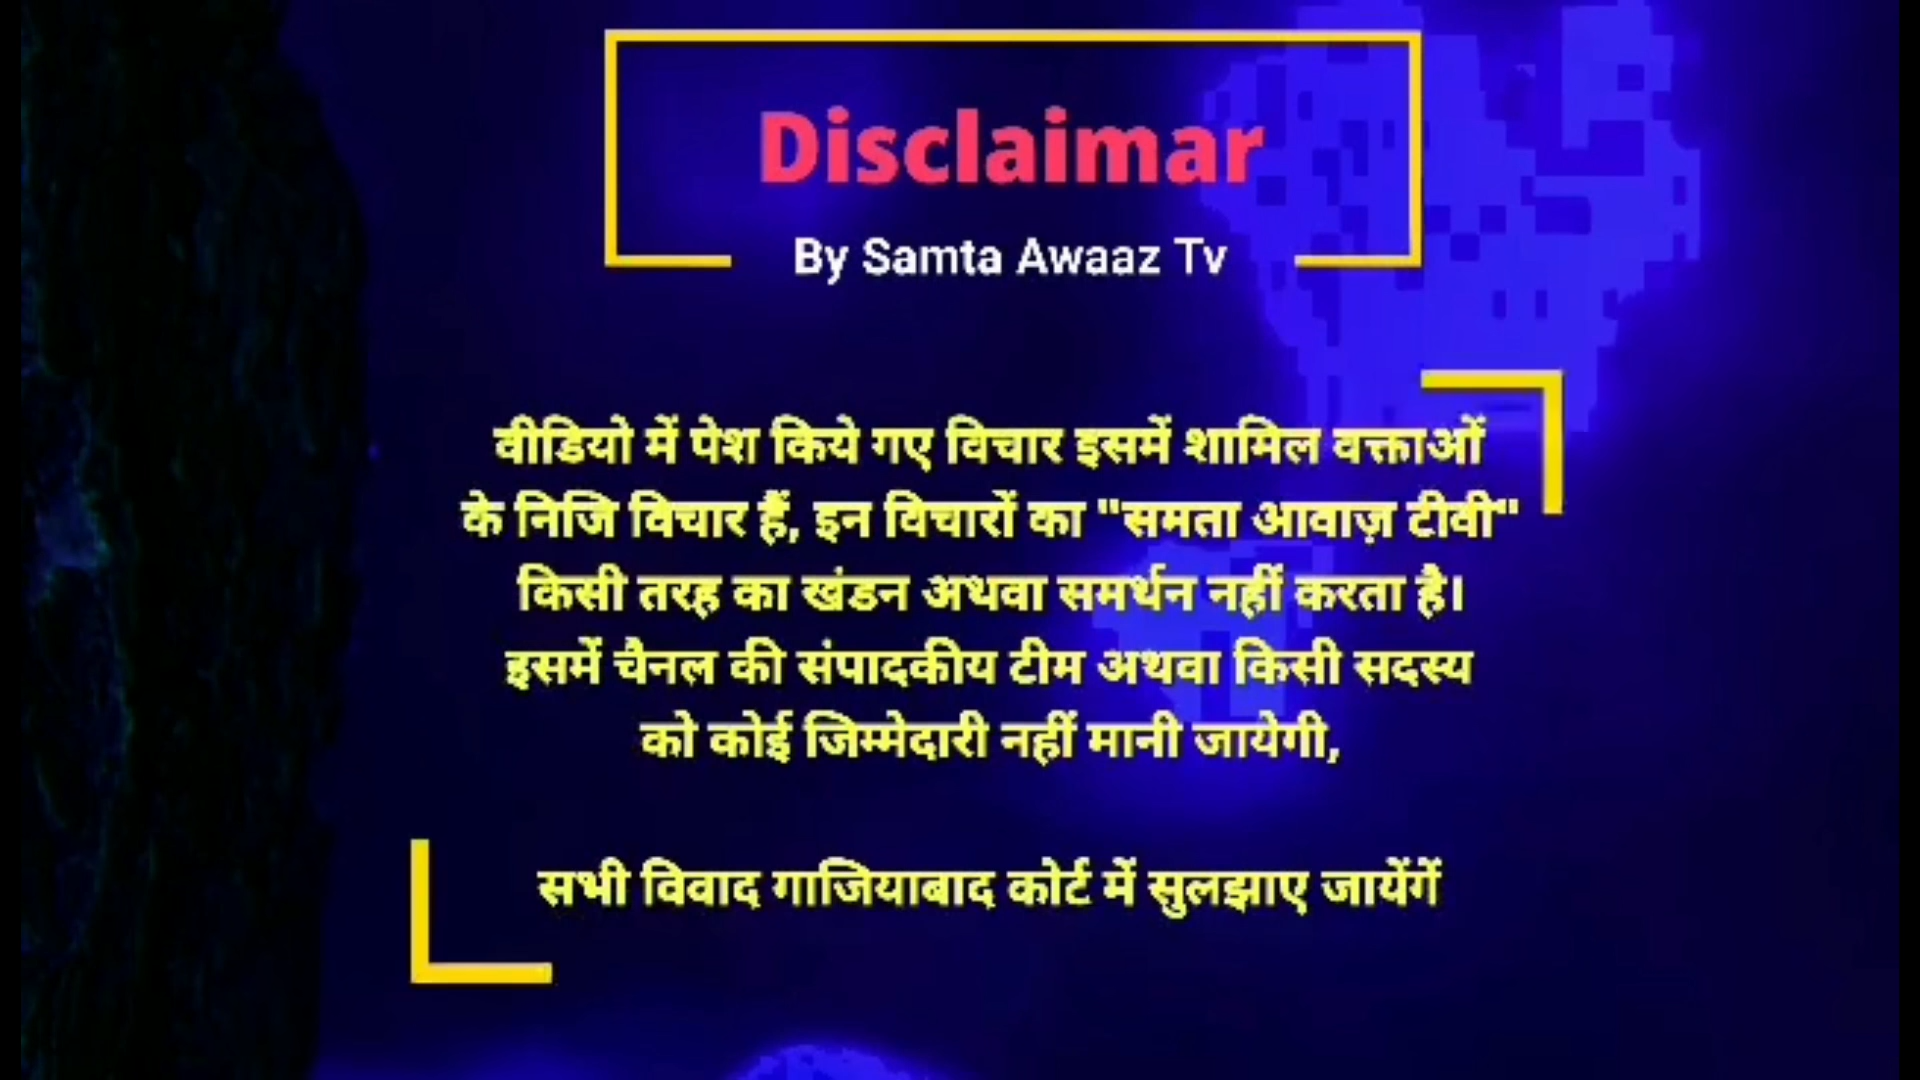 Disclaimar
By Samta Awaaz Tv
वीडियो में पेश किये गए विचार इसमें शामिल वक्ताओं
के निजि विचार हैं, इन विचारों का "समता आवाज़ टीवी"
किसी तरह का खंडन अथवा समर्थन नहीं करता है।
इसमें चैनल की संपादकीय टीम अथवा किसी सदस्य
को कोई जिम्मेदारी नहीं मानी जायेगी,
सभी विवाद गाजियाबाद कोर्ट में सुलझाए जायेंगें